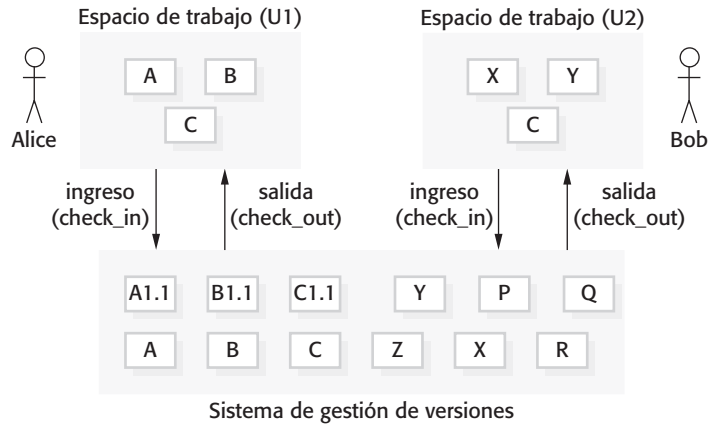 Espacio de trabajo (U1) Espacio de trabajo (U2)
A B X Y
C C
Alice Bob
ingreso salida ingreso salida
(check_in) (check_out) (check_in) (check_out)
A1.1 B1.1 C1.1 Y P Q
A B C Z X R
Sistema de gestión de versiones